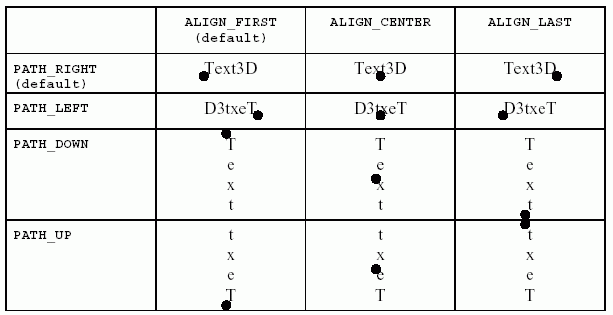 ALIGN_FIRST
(default)
ALIGN_CENTER
ALIGN_LAST
PATH_RIGHT
(default)
Text3D
Text3D
Text3D
PATH_LEFT
D3txeT
D3txeT
D3txeT
PATH_DOWN
T
e
x
t
T
e
x
t
T
e
x
t
PATH_UP
t
x
e
T
t
x
e
T
t
x
e
T